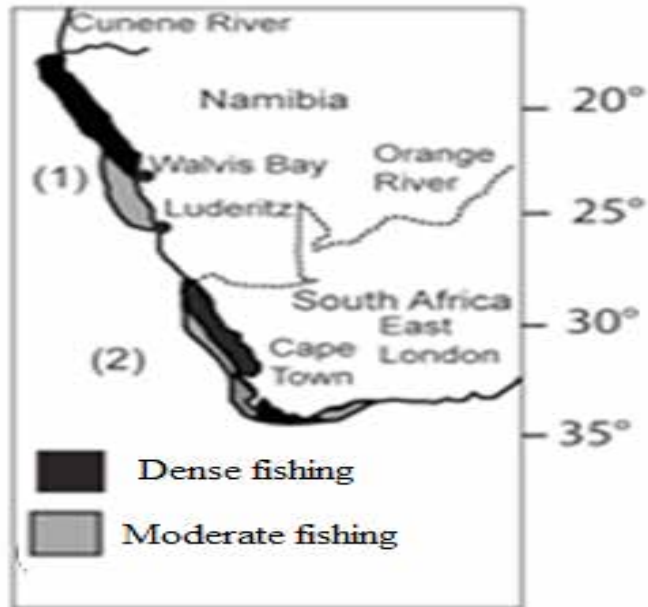 Cunene River
Namibia
20°
Walvis Bay
Orange
River
(1)
Luderitz
25°
South Africa
East
London
30°
(2)
Cape
Town
35°
Dense fishing
Moderate fishing